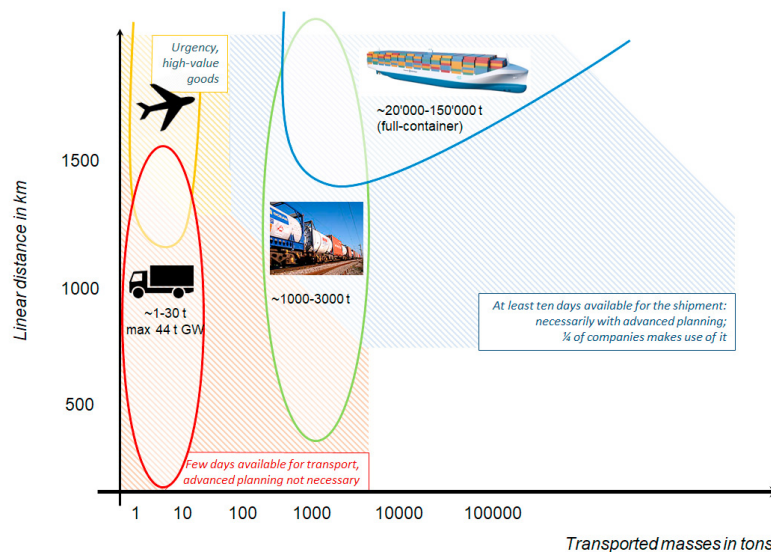 Urgency,
high-value
goods
~20'000-150'000 t
(full-container)
1500
Linear distance in km
~1000-3000 t
1000
~1-30 t
max 44 t GW
At least ten days available for the shipment:
necessarily with advanced planning;
¼ of companies makes use of it
500
Few days available for transport,
advanced planning not necessary
1 10 100 1000 10000 100000
Transported masses in tons